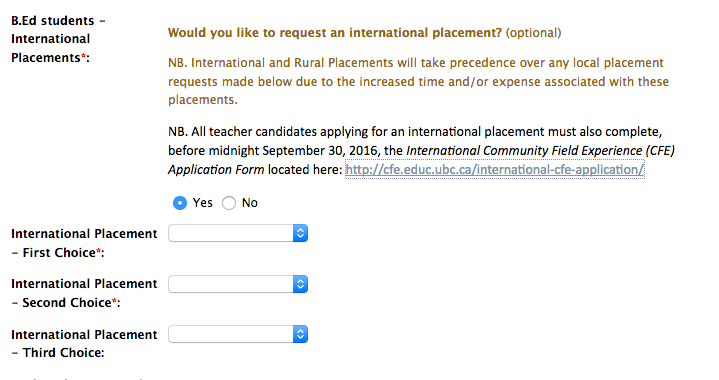 B.Ed students –
International
Placements*:
Would you like to request an international placement? (optional)
NB. International and Rural Placements will take precedence over any local placement
requests made below due to the increased time and/or expense associated with these
placements.
NB. All teacher candidates applying for an international placement must also complete,
before midnight September 30, 2016, the International Community Field Experience (CFE)
Application Form located here: http://cfe.educ.ubc.ca/international-cfe-application/
Yes No
International Placement
– First Choice*:
International Placement
– Second Choice*:
International Placement
– Third Choice: